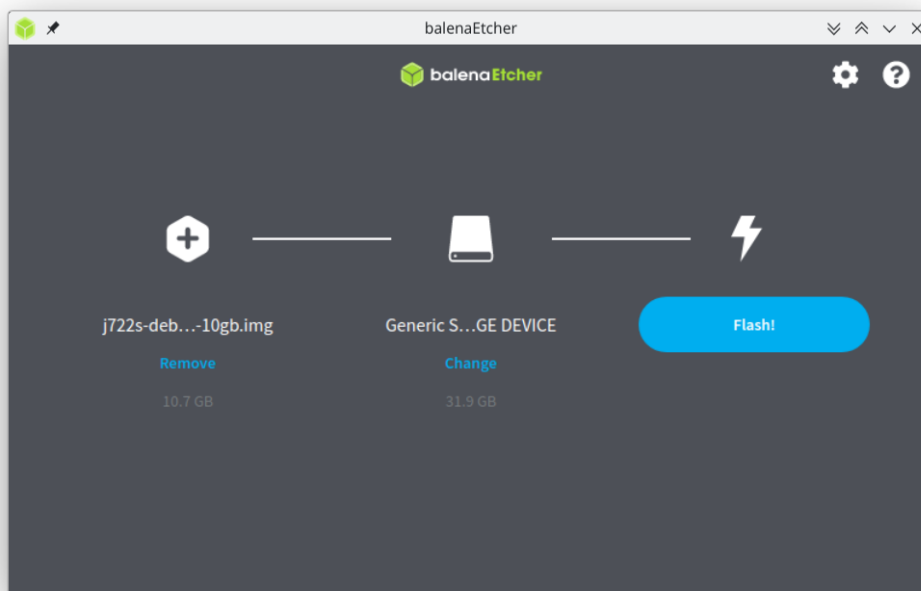 balenaEtcher
balenaEtcher
j722s-deb...-10gb.img
Generic S...GE DEVICE
Flash!
Remove
Change
10.7 GB
31.9 GB